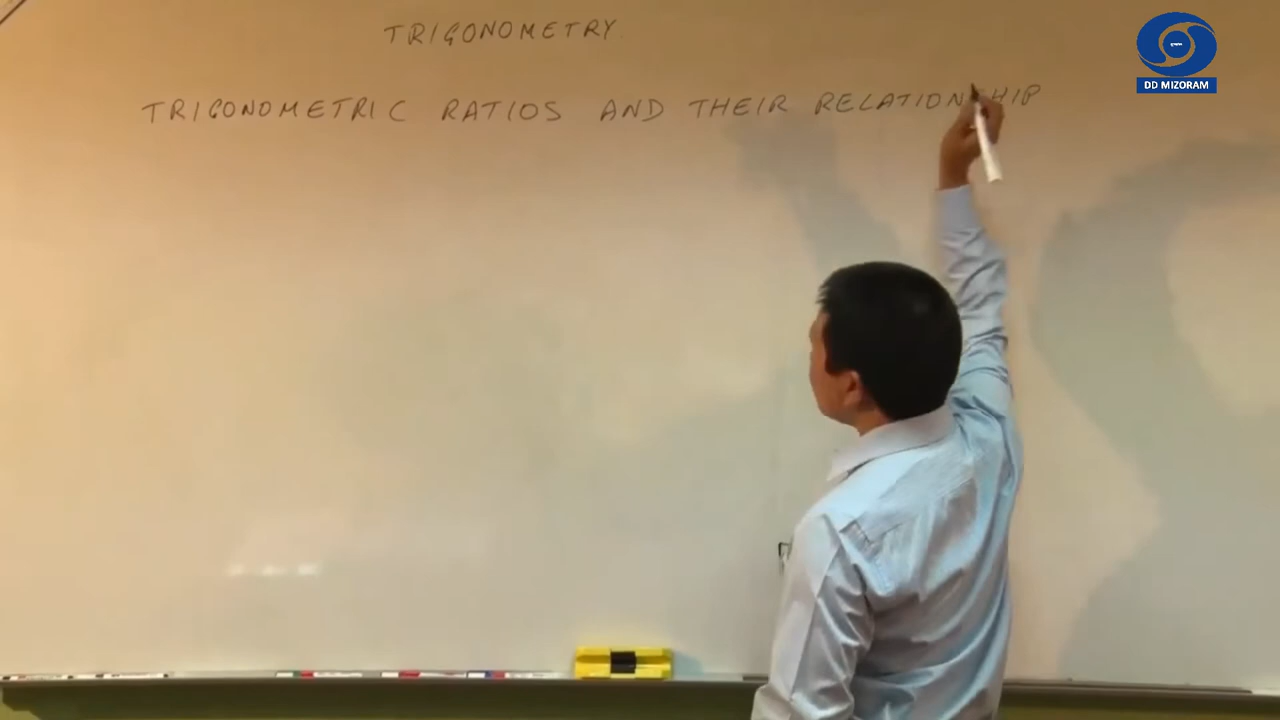 TRIGONOMETRY
TRIGONOMETRIC RATIOS AND THEIR RELATIONSHIP
DD MIZORAM